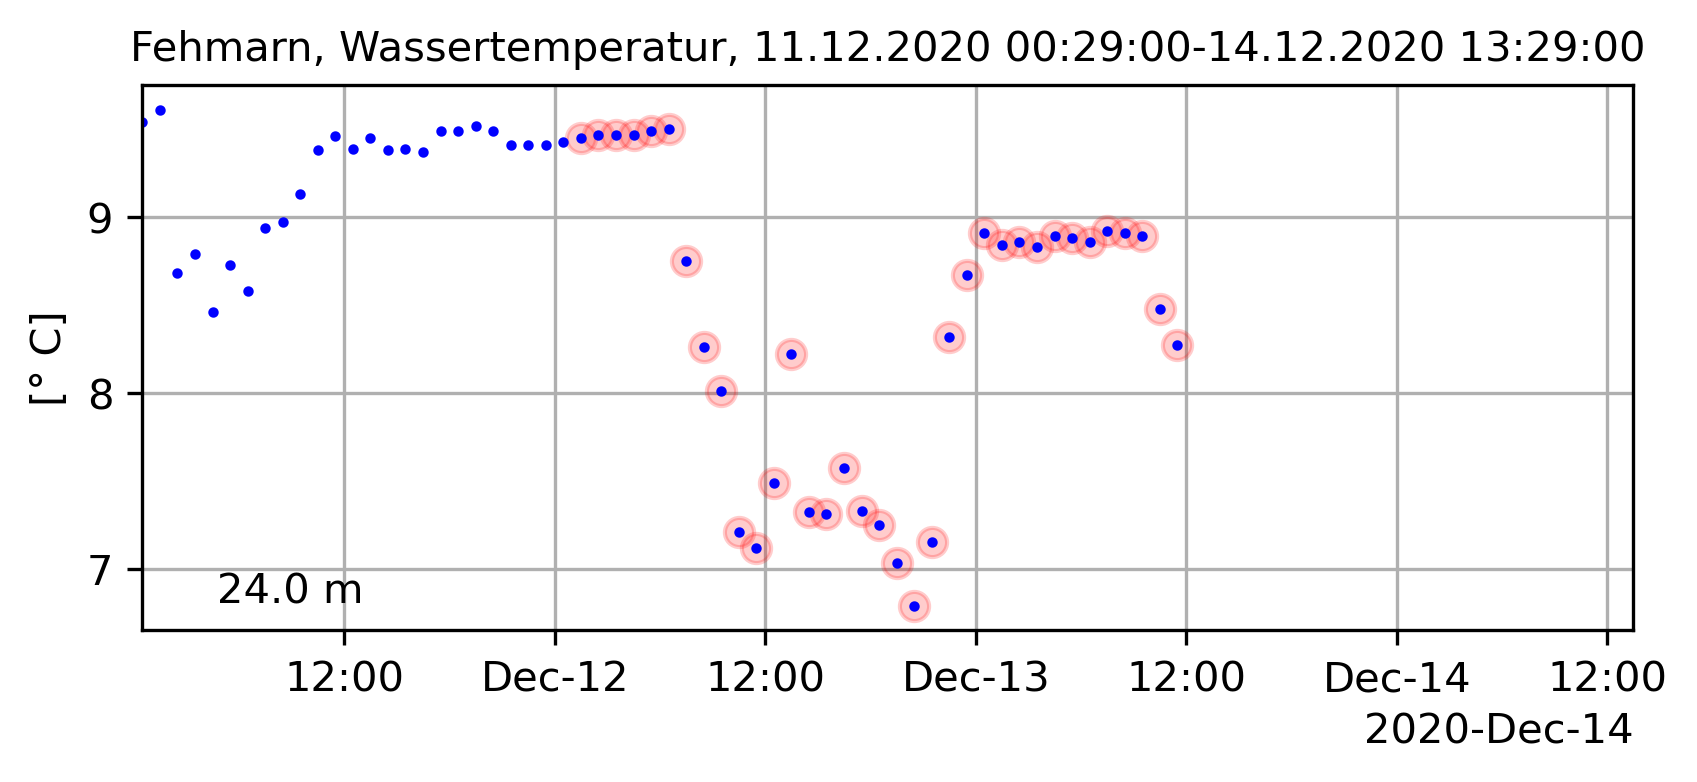 Fehmarn, Wassertemperatur, 11.12.2020 00:29:00-14.12.2020 13:29:00
9
8
7
[° C]
24.0 m
12:00 Dec-12 12:00 Dec-13 12:00 Dec-14 12:00
2020-Dec-14